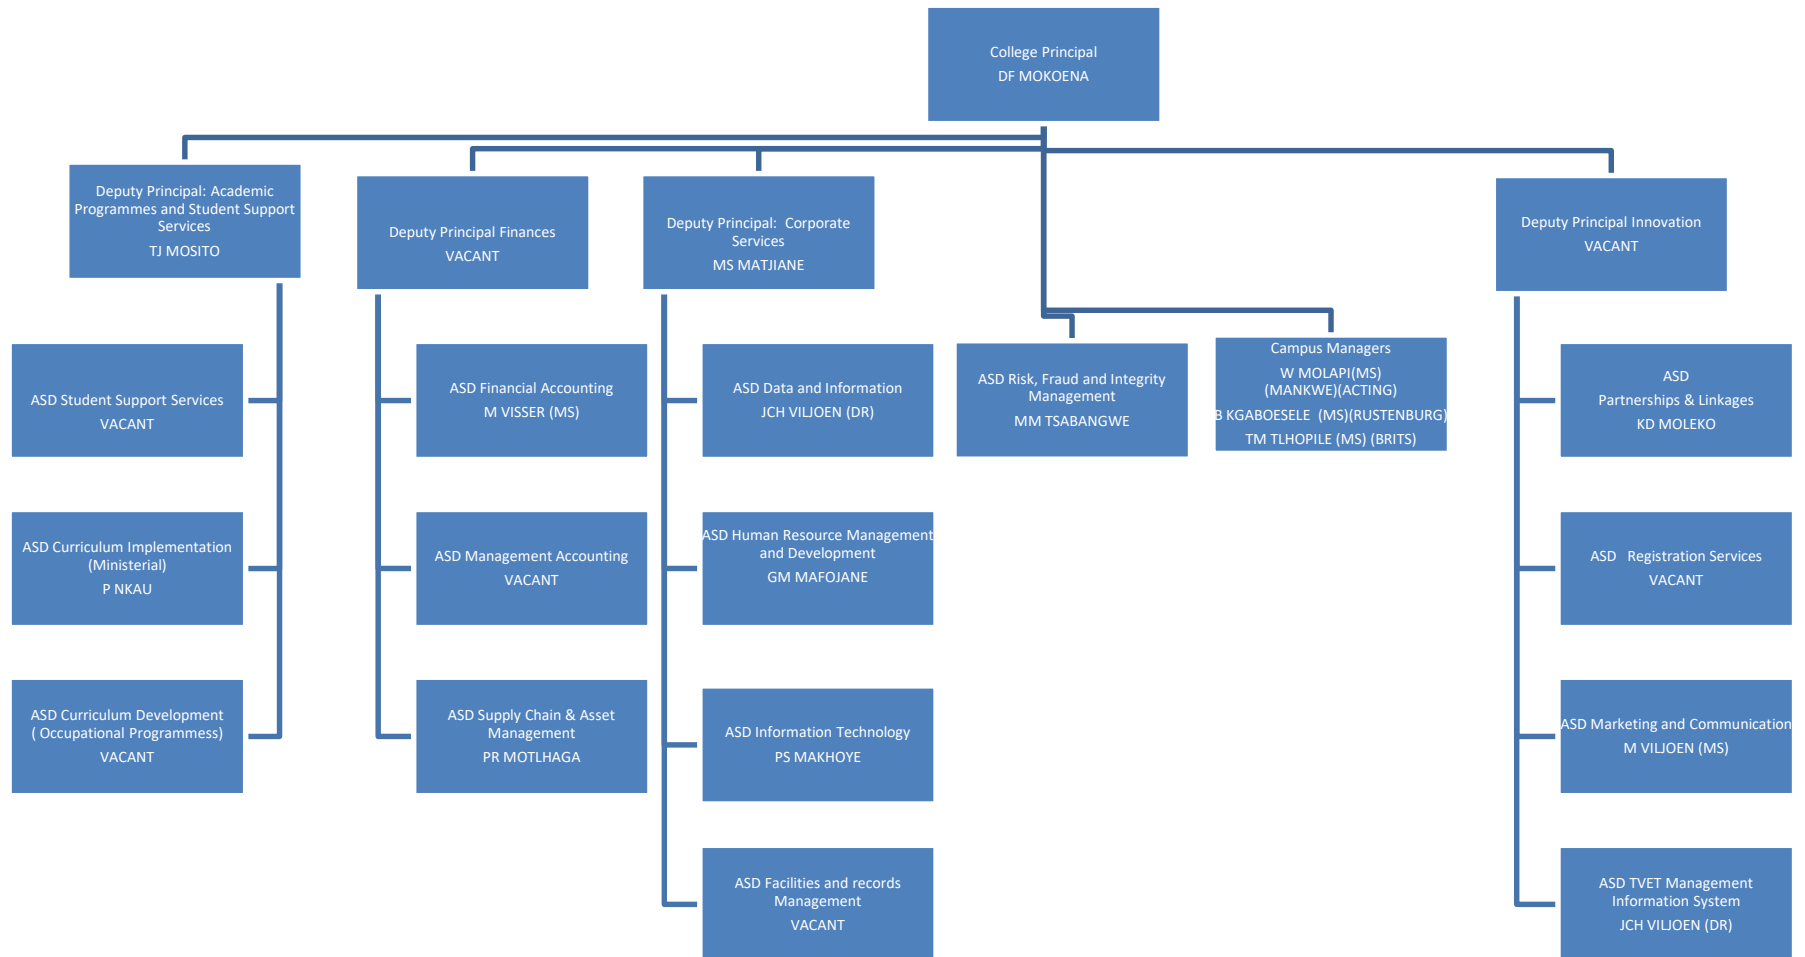 College Principal
DF MOKOENA
Deputy Principal: Academic
Programmes and Student Support
Services
TJ MOSITO
Deputy Principal Finances
VACANT
Deputy Principal:  Corporate
Services
MS MATJIANE
Deputy Principal Innovation
VACANT
ASD Student Support Services
VACANT
ASD Curriculum Implementation
(Ministerial)
P NKAU
ASD Curriculum Development
( Occupational Programmess)
VACANT
ASD Financial Accounting
M VISSER (MS)
ASD Management Accounting
VACANT
ASD Supply Chain & Asset
Management
PR MOTLHAGA
ASD Data and Information
JCH VILJOEN (DR)
ASD Human Resource Management
and Development
GM MAFOJANE
ASD Information Technology
PS MAKHOYE
ASD Facilities and records
Management
VACANT
ASD Risk, Fraud and Integrity
Management
MM TSABANGWE
Campus Managers
W MOLAPI(MS)
(MANKWE)(ACTING)
B KGABOESELE  (MS)(RUSTENBURG)
TM TLHOPILE (MS) (BRITS)
ASD
Partnerships & Linkages
KD MOLEKO
ASD   Registration Services
VACANT
ASD Marketing and Communication
M VILJOEN (MS)
ASD TVET Management
Information System
JCH VILJOEN (DR)